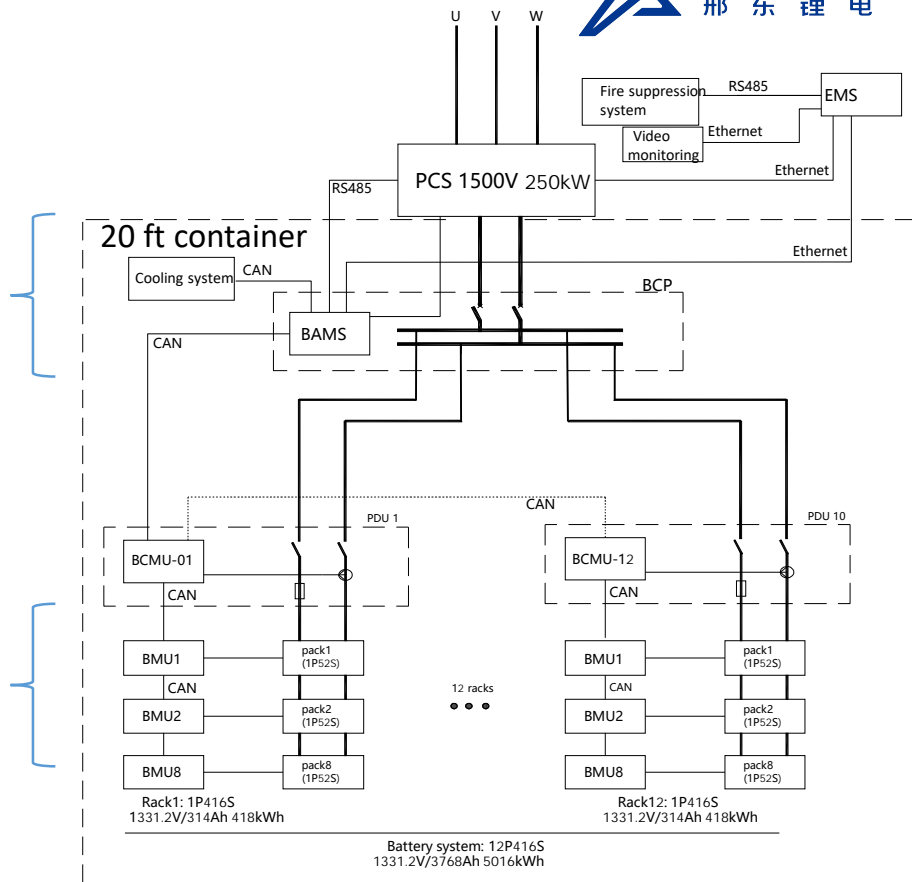 邢 东 锂 电
U V W
Fire suppression RS485 EMS
system
Video Ethernet
monitoring
Ethernet
PCS 1500V 250kW
RS485
20 ft container
Ethernet
Cooling system CAN
BCP
BAMS
CAN
CAN
PDU 1
PDU 10
BCMU-01
BCMU-12
CAN
CAN
BMU1
pack1
(1P52S)
BMU1
pack1
(1P52S)
CAN
12 racks
CAN
BMU2
pack2
(1P52S)
BMU2
pack2
(1P52S)
BMU8
pack8
(1P52S)
BMU8
pack8
(1P52S)
Rack1: 1P416S
1331.2V/314Ah 418kWh
Rack12: 1P416S
1331.2V/314Ah 418kWh
Battery system: 12P416S
1331.2V/3768Ah 5016kWh